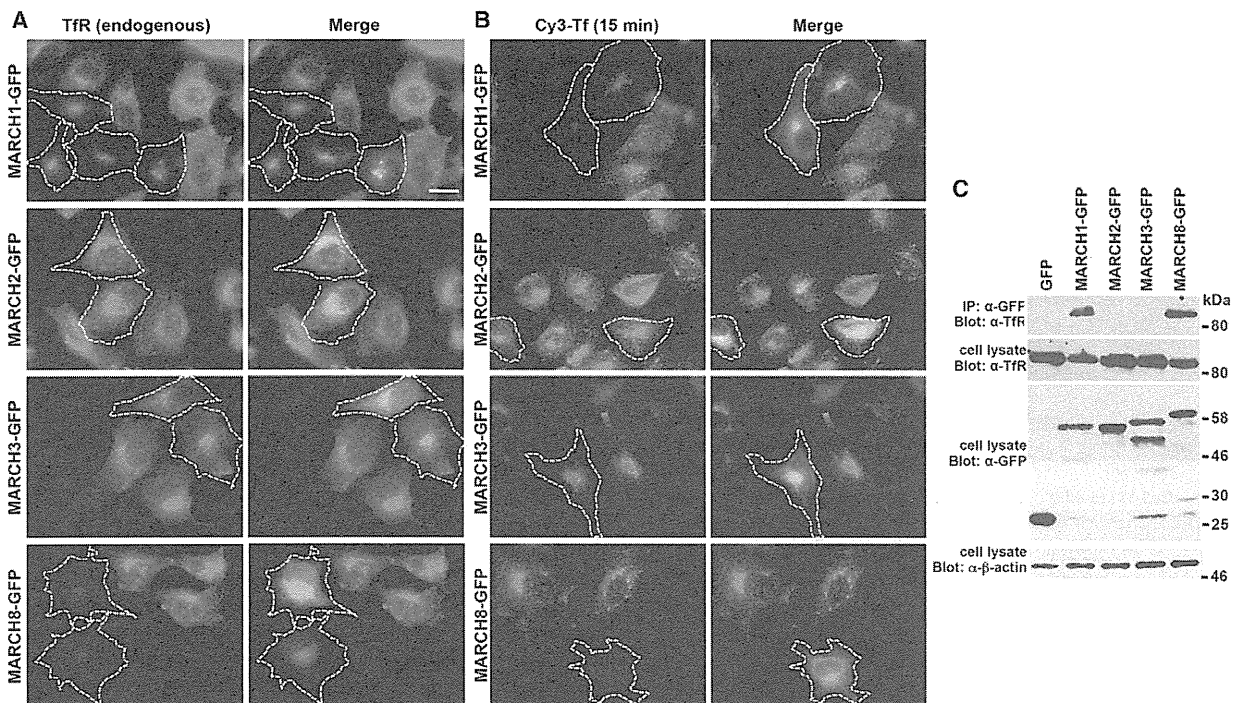 A
TfR (endogenous)
Merge
B
Cy3-Tf (15 min)
Merge
MARCH1-GFP
MARCH1-GFP
MARCH2-GFP
MARCH2-GFP
MARCH3-GFP
MARCH3-GFP
MARCH8-GFP
MARCH8-GFP
C
GFP
MARCH1-GFP
MARCH2-GFP
MARCH3-GFP
MARCH8-GFP
kDa
IP: α-GFP
Blot: α-TfR
80
cell lysate
Blot: α-TfR
80
58
cell lysate
Blot: α-GFP
46
30
25
cell lysate
Blot: α-β-actin
46